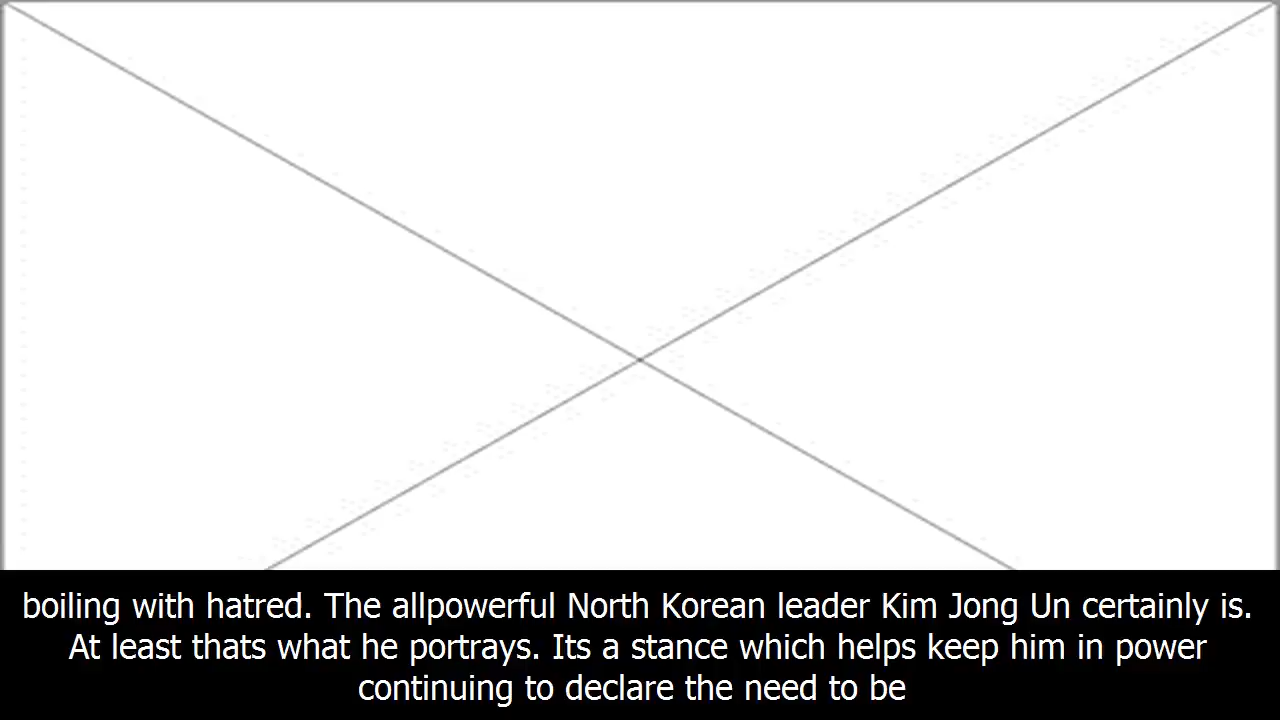 boiling with hatred. The allpowerful North Korean leader Kim Jong Un certainly is.
At least thats what he portrays. Its a stance which helps keep him in power
continuing to declare the need to be